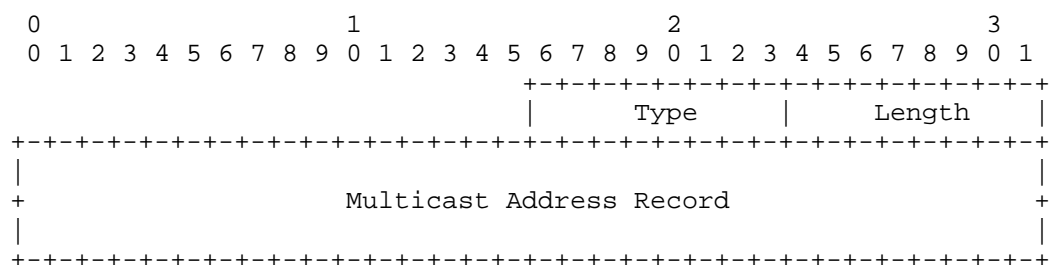 0                   1                   2                   3
 0 1 2 3 4 5 6 7 8 9 0 1 2 3 4 5 6 7 8 9 0 1 2 3 4 5 6 7 8 9 0 1
                                +-+-+-+-+-+-+-+-+-+-+-+-+-+-+-+-+
                                |      Type     |     Length    |
+-+-+-+-+-+-+-+-+-+-+-+-+-+-+-+-+-+-+-+-+-+-+-+-+-+-+-+-+-+-+-+-+
|                                                               |
+                    Multicast Address Record                   +
|                                                               |
+-+-+-+-+-+-+-+-+-+-+-+-+-+-+-+-+-+-+-+-+-+-+-+-+-+-+-+-+-+-+-+-+